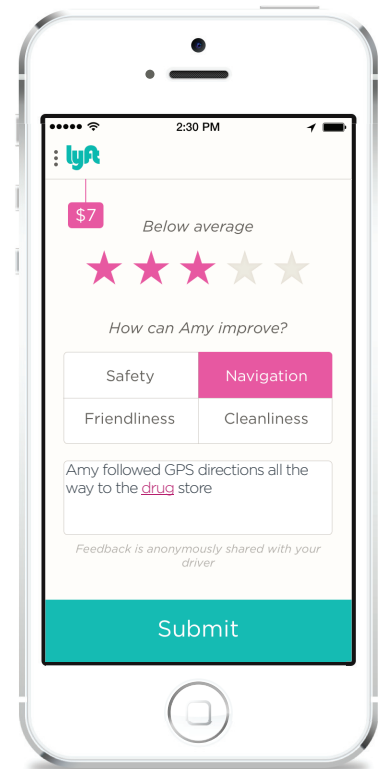 2:30 PM
lyft
$7
Below average
How can Amy improve?
Safety
Navigation
Friendliness
Cleanliness
Amy followed GPS directions all the
way to the drug store
Feedback is anonymously shared with your
driver
Submit